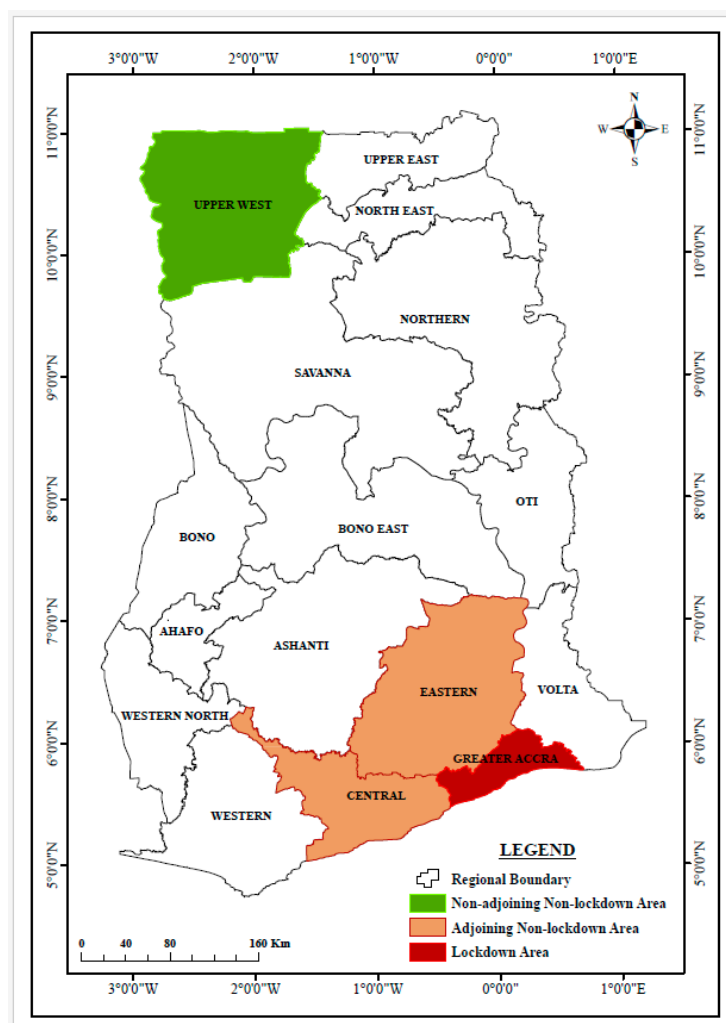 3°0'0"W 2°0'0"W 1°0'0"W 0°0'0" 1°0'0"E
N
W E
S
11°0'0"N 11°0'0"N
UPPER EAST
UPPER WEST
NORTH EAST
10°0'0"N 10°0'0"N
NORTHERN
SAVANNA
9°0'0"N 9°0'0"N
8°0'0"N 8°0'0"N
OTI
BONO EAST
BONO
7°0'0"N 7°0'0"N
AHAFO
ASHANTI
EASTERN
VOLTA
WESTERN NORTH
6°0'0"N 6°0'0"N
GREATER ACCRA
CENTRAL
WESTERN
5°0'0"N 5°0'0"N
LEGEND
Regional Boundary
Non-adjoining Non-lockdown Area
Adjoining Non-lockdown Area
Lockdown Area
0 40 80 160 Km
3°0'0"W 2°0'0"W 1°0'0"W 0°0'0" 1°0'0"E